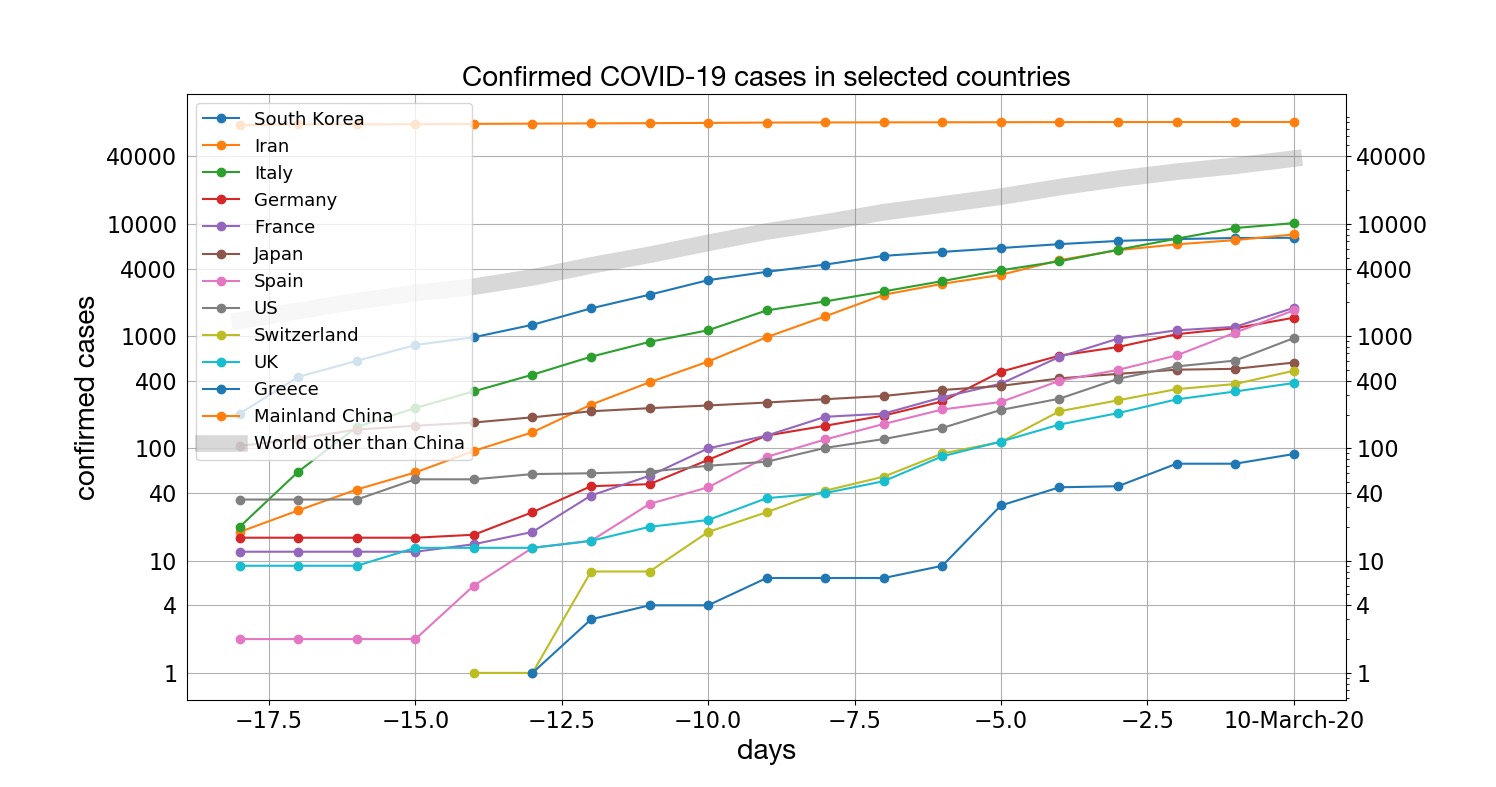 Confirmed COVID-19 cases in selected countries
South Korea
Iran
Italy
Germany
France
Japan
Spain
US
Switzerland
UK
Greece
Mainland China
World other than China
confirmed cases
40000
10000
4000
1000
400
100
40
10
4
1
40000
10000
4000
1000
400
100
40
10
4
1
−17.5 −15.0 −12.5 −10.0 −7.5 −5.0 −2.5 10-March-20
days